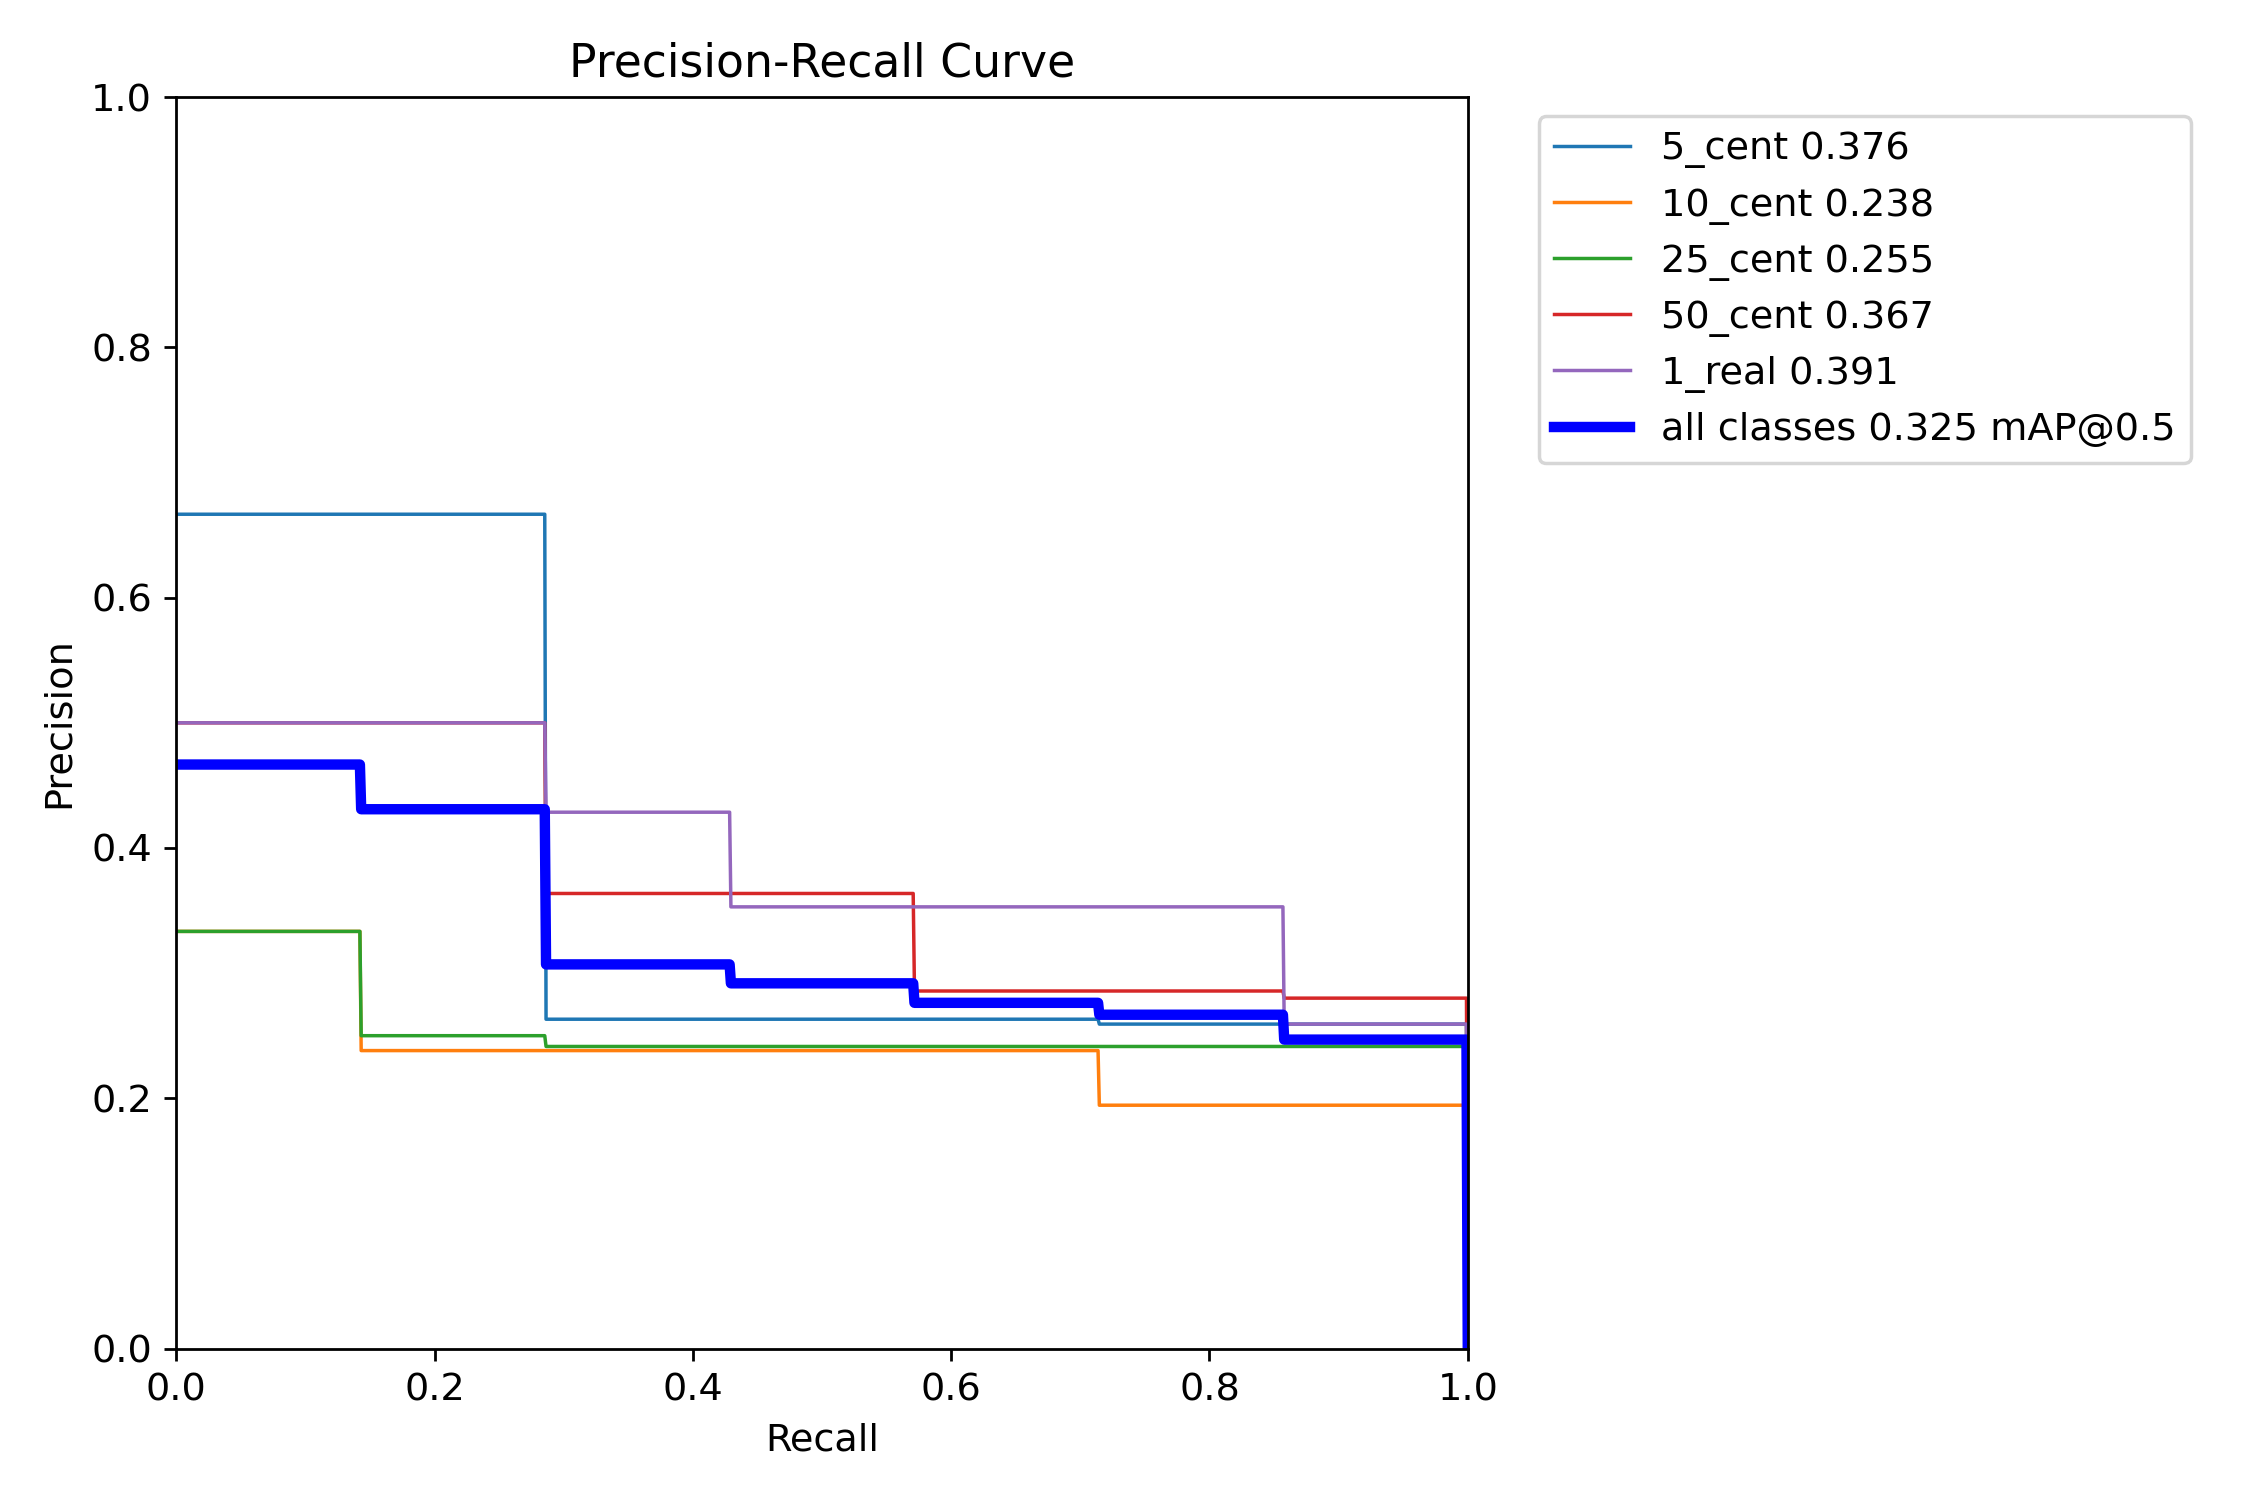 Precision-Recall Curve
1.0
0.8
0.6
0.4
0.2
0.0
Precision
0.0 0.2 0.4 0.6 0.8 1.0
Recall
5_cent 0.376
10_cent 0.238
25_cent 0.255
50_cent 0.367
1_real 0.391
all classes 0.325 mAP@0.5